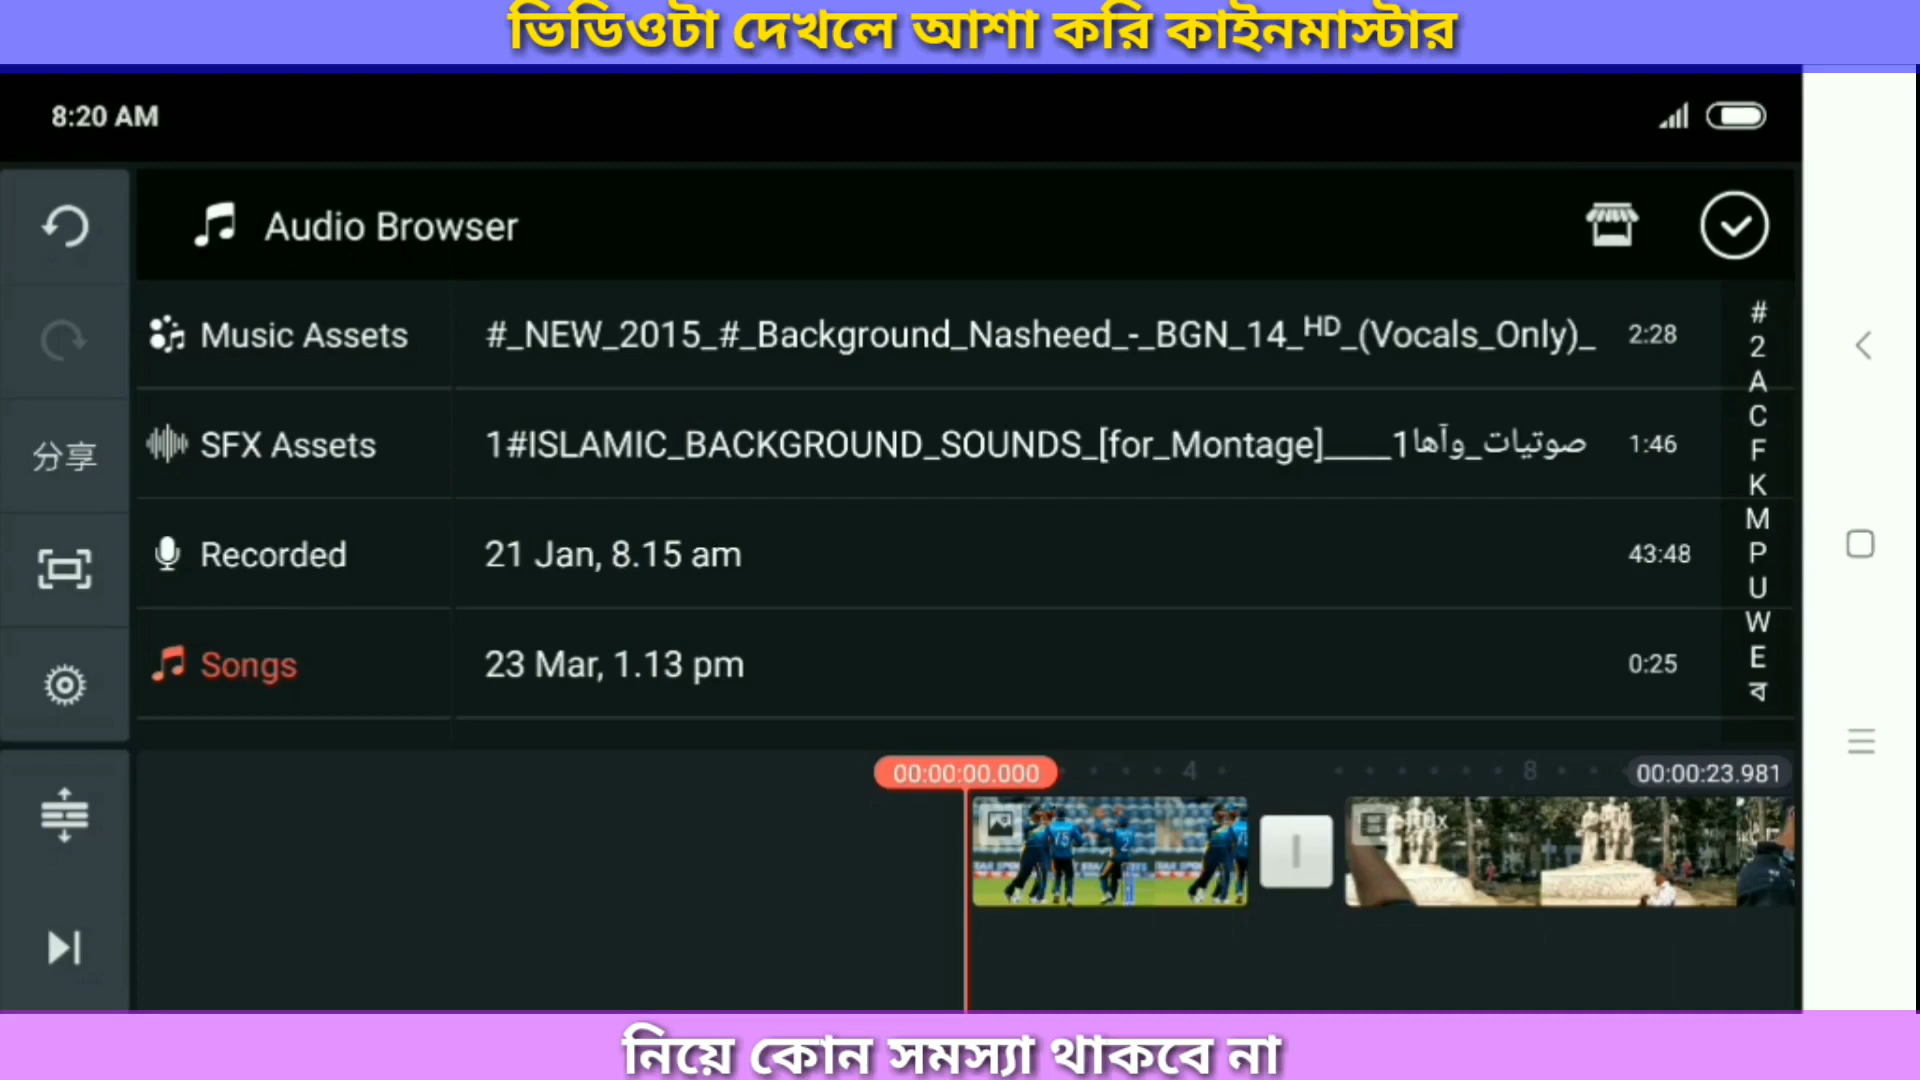 ভিডিওটা দেখলে আশা করি কাইনমাস্টার
8:20 AM
Audio Browser
Music Assets
#_NEW_2015_#_Background_Nasheed_-_BGN_14_ᴴᴰ_(Vocals_Only)_
2:28
SFX Assets
1#ISLAMIC_BACKGROUND_SOUNDS_[for_Montage]____1صوتيات_وآها
1:46
分享
Recorded
21 Jan, 8.15 am
43:48
Songs
23 Mar, 1.13 pm
0:25
#
2
A
C
F
K
M
P
U
W
E
ব
00:00:00.000
4
8
00:00:23.981
নিয়ে কোন সমস্যা থাকবে না